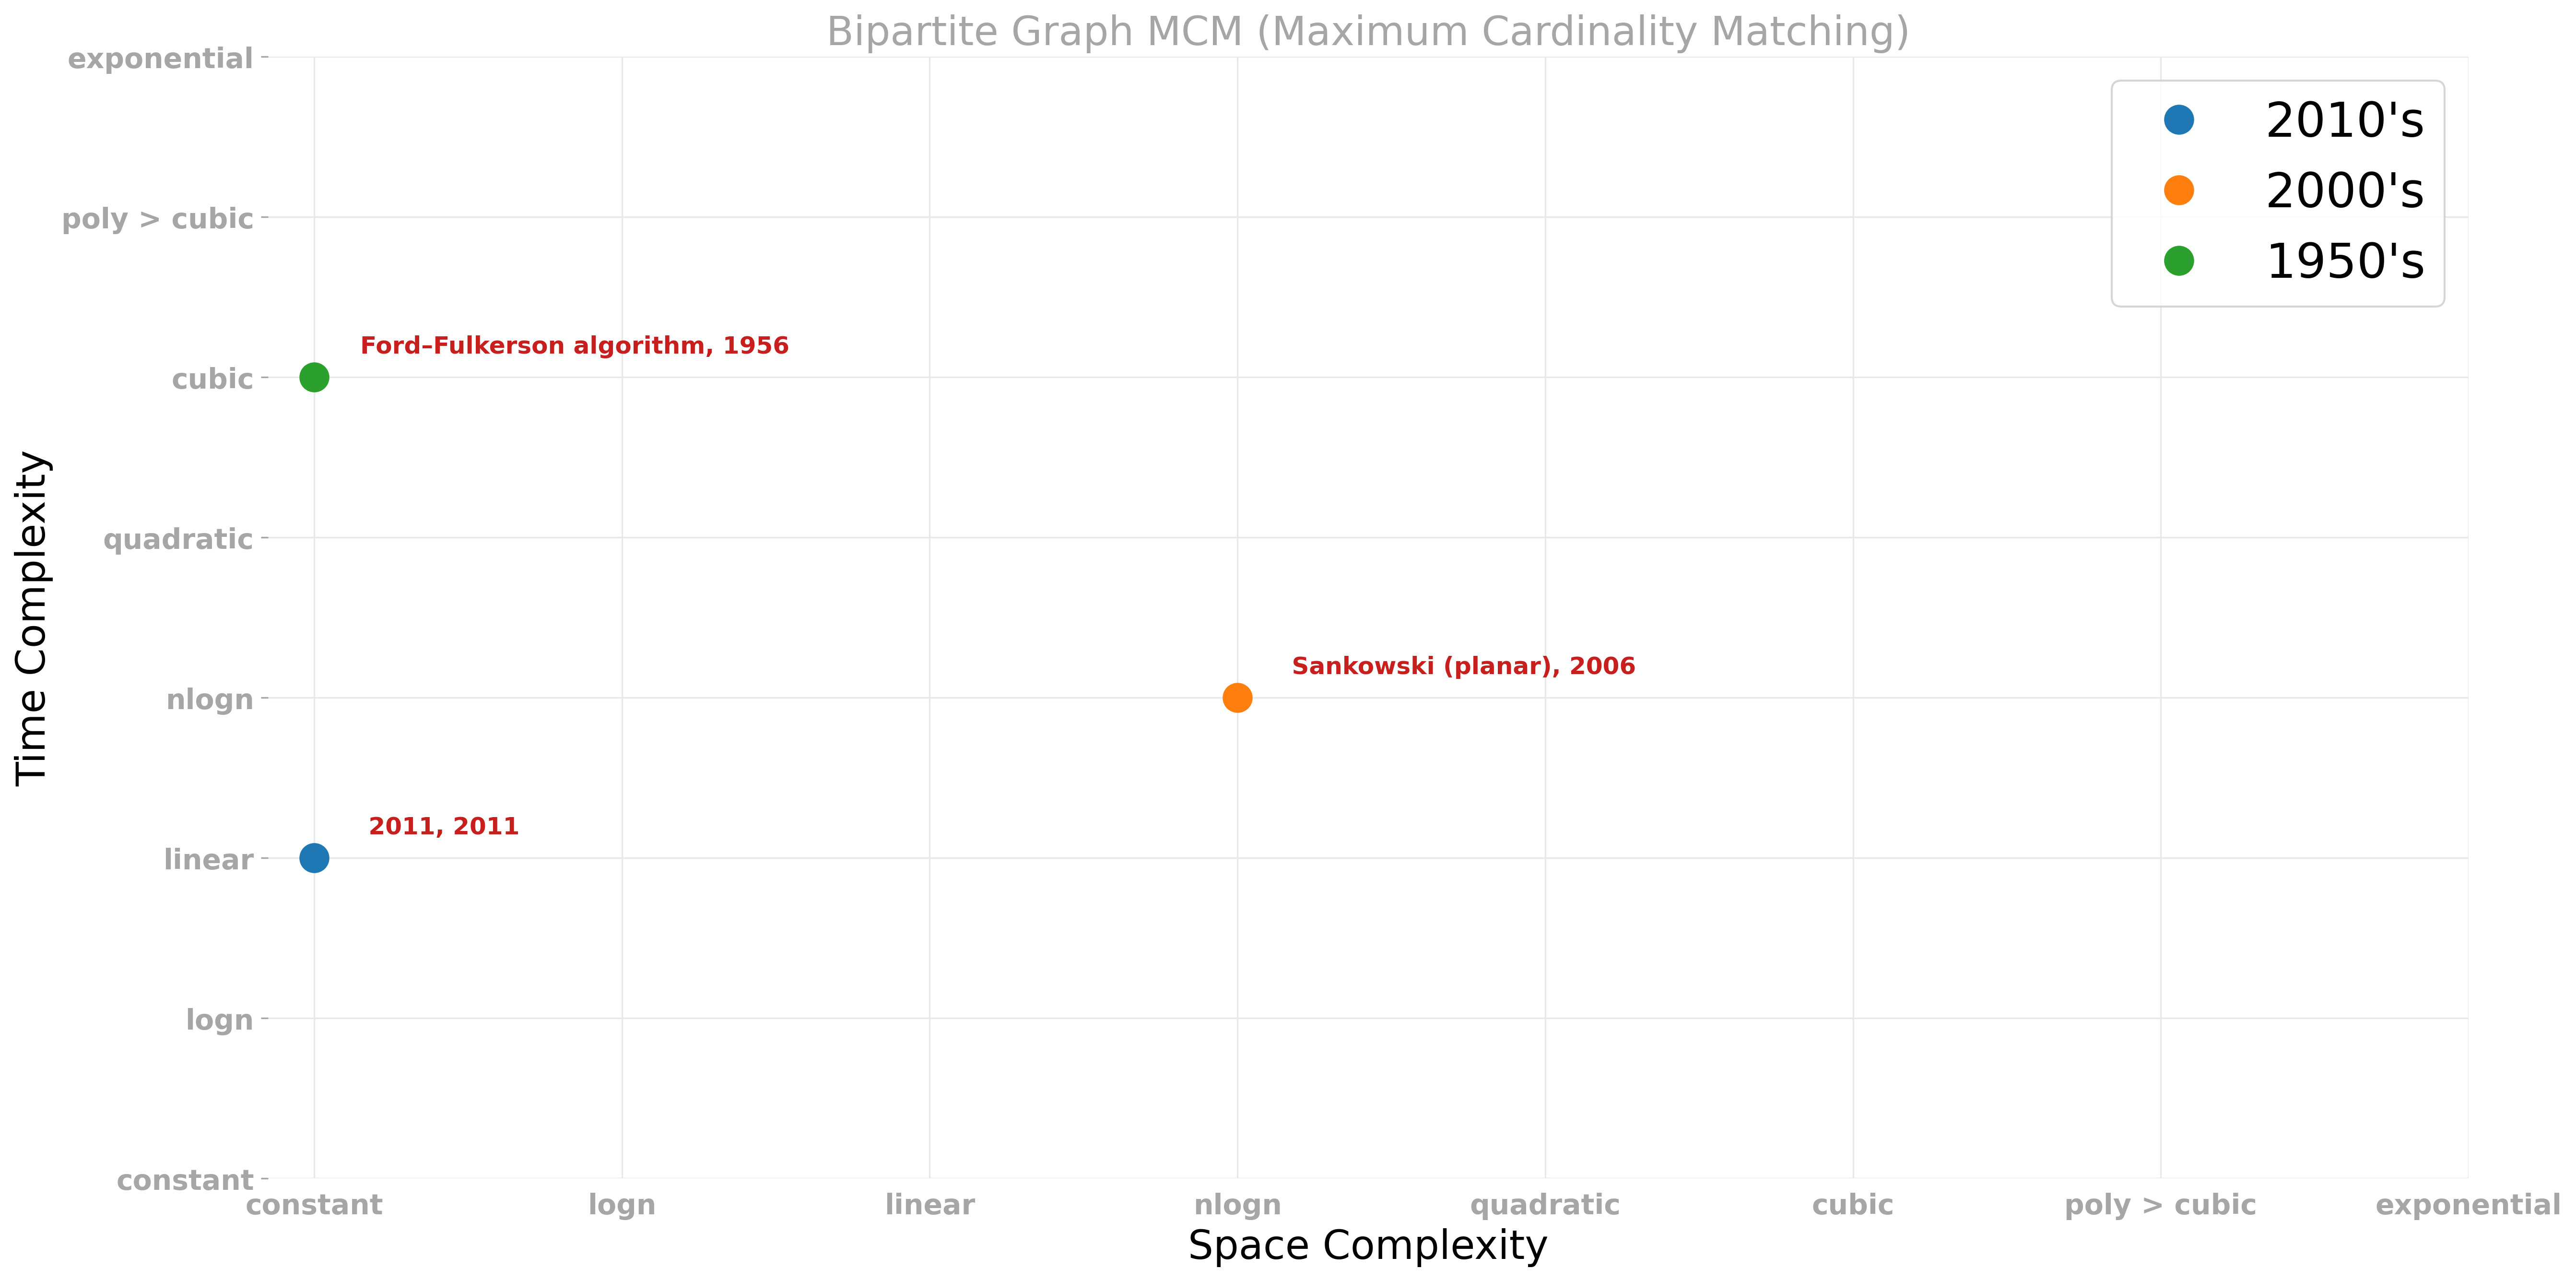 Bipartite Graph MCM (Maximum Cardinality Matching)
exponential
poly > cubic
cubic
quadratic
nlogn
linear
logn
constant
Time Complexity
2010's
2000's
1950's
Ford–Fulkerson algorithm, 1956
Sankowski (planar), 2006
2011, 2011
constant logn linear nlogn quadratic cubic poly > cubic exponential
Space Complexity